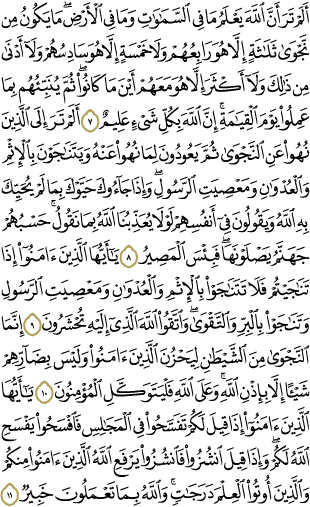 أَلَمْ تَرَ أَنَّ ٱللَّهَ يَعْلَمُ مَا فِى ٱلسَّمَـٰوَٰتِ وَمَا فِى ٱلْأَرْضِ ۖ مَا يَكُونُ مِن
نَّجْوَىٰ ثَلَـٰثَةٍ إِلَّا هُوَ رَابِعُهُمْ وَلَا خَمْسَةٍ إِلَّا هُوَ سَادِسُهُمْ وَلَآ أَدْنَىٰ
مِن ذَٰلِكَ وَلَآ أَكْثَرَ إِلَّا هُوَ مَعَهُمْ أَيْنَ مَا كَانُوا۟ ۖ ثُمَّ يُنَبِّئُهُم بِمَا
عَمِلُوا۟ يَوْمَ ٱلْقِيَـٰمَةِ ۚ إِنَّ ٱللَّهَ بِكُلِّ شَىْءٍ عَلِيمٌ ٧ أَلَمْ تَرَ إِلَى ٱلَّذِينَ
نُهُوا۟ عَنِ ٱلنَّجْوَىٰ ثُمَّ يَعُودُونَ لِمَا نُهُوا۟ عَنْهُ وَيَتَنَـٰجَوْنَ بِٱلْإِثْمِ
وَٱلْعُدْوَٰنِ وَمَعْصِيَتِ ٱلرَّسُولِ ۖ وَإِذَا جَآءُوكَ حَيَّوْكَ بِمَا لَمْ يُحَيِّكَ
بِهِ ٱللَّهُ وَيَقُولُونَ فِىٓ أَنفُسِهِمْ لَوْلَا يُعَذِّبُنَا ٱللَّهُ بِمَا نَقُولُ ۚ حَسْبُهُمْ
جَهَنَّمُ يَصْلَوْنَهَا ۖ فَبِئْسَ ٱلْمَصِيرُ ٨ يَـٰٓأَيُّهَا ٱلَّذِينَ ءَامَنُوٓا۟ إِذَا
تَنَـٰجَيْتُمْ فَلَا تَتَنَـٰجَوْا۟ بِٱلْإِثْمِ وَٱلْعُدْوَٰنِ وَمَعْصِيَتِ ٱلرَّسُولِ
وَتَنَـٰجَوْا۟ بِٱلْبِرِّ وَٱلتَّقْوَىٰ ۖ وَٱتَّقُوا۟ ٱللَّهَ ٱلَّذِىٓ إِلَيْهِ تُحْشَرُونَ ٩ إِنَّمَا
ٱلنَّجْوَىٰ مِنَ ٱلشَّيْطَـٰنِ لِيَحْزُنَ ٱلَّذِينَ ءَامَنُوا۟ وَلَيْسَ بِضَآرِّهِمْ
شَيْـًٔا إِلَّا بِإِذْنِ ٱللَّهِ ۚ وَعَلَى ٱللَّهِ فَلْيَتَوَكَّلِ ٱلْمُؤْمِنُونَ ١٠ يَـٰٓأَيُّهَا
ٱلَّذِينَ ءَامَنُوٓا۟ إِذَا قِيلَ لَكُمْ تَفَسَّحُوا۟ فِى ٱلْمَجَـٰلِسِ فَٱفْسَحُوا۟ يَفْسَحِ
ٱللَّهُ لَكُمْ ۖ وَإِذَا قِيلَ ٱنشُزُوا۟ فَٱنشُزُوا۟ يَرْفَعِ ٱللَّهُ ٱلَّذِينَ ءَامَنُوا۟ مِنكُمْ
وَٱلَّذِينَ أُوتُوا۟ ٱلْعِلْمَ دَرَجَـٰتٍ ۚ وَٱللَّهُ بِمَا تَعْمَلُونَ خَبِيرٌ ١١